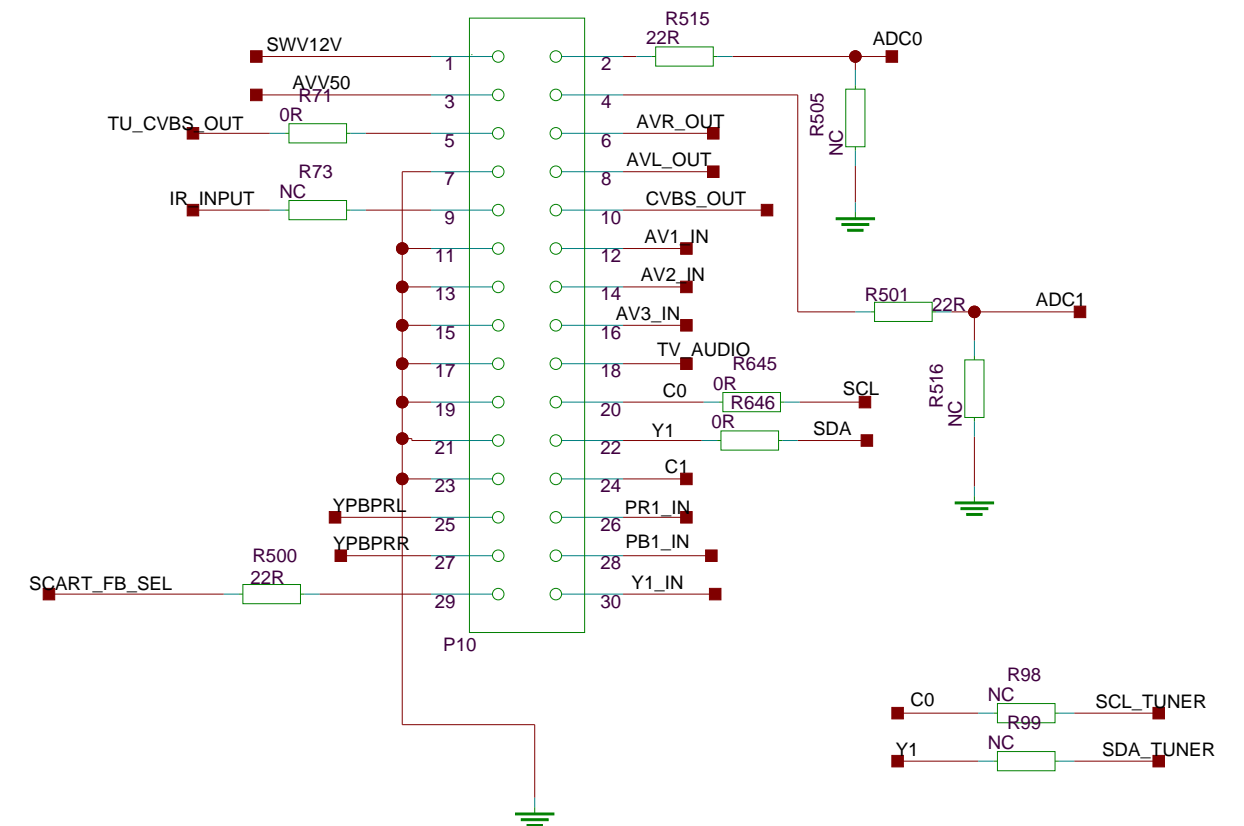 R515
SWV12V
22R
ADC0
1
2
AVV50
R71
3
4
0R
R505
NC
TU_CVBS_OUT
AVR_OUT
5
6
AVL_OUT
R73
7
8
NC
IR_INPUT
CVBS_OUT
9
10
AV1_IN
11
12
AV2_IN
13
14
R501
22R
ADC1
AV3_IN
15
16
TV_AUDIO
R645
17
18
C0
0R
SCL
R646
R516
NC
19
20
Y1
0R
SDA
21
22
C1
23
24
YPBPRL
PR1_IN
25
26
YPBPRR
PB1_IN
27
28
R500
SCART_FB_SEL
22R
Y1_IN
29
30
P10
R98
C0
NC
SCL_TUNER
R99
Y1
NC
SDA_TUNER